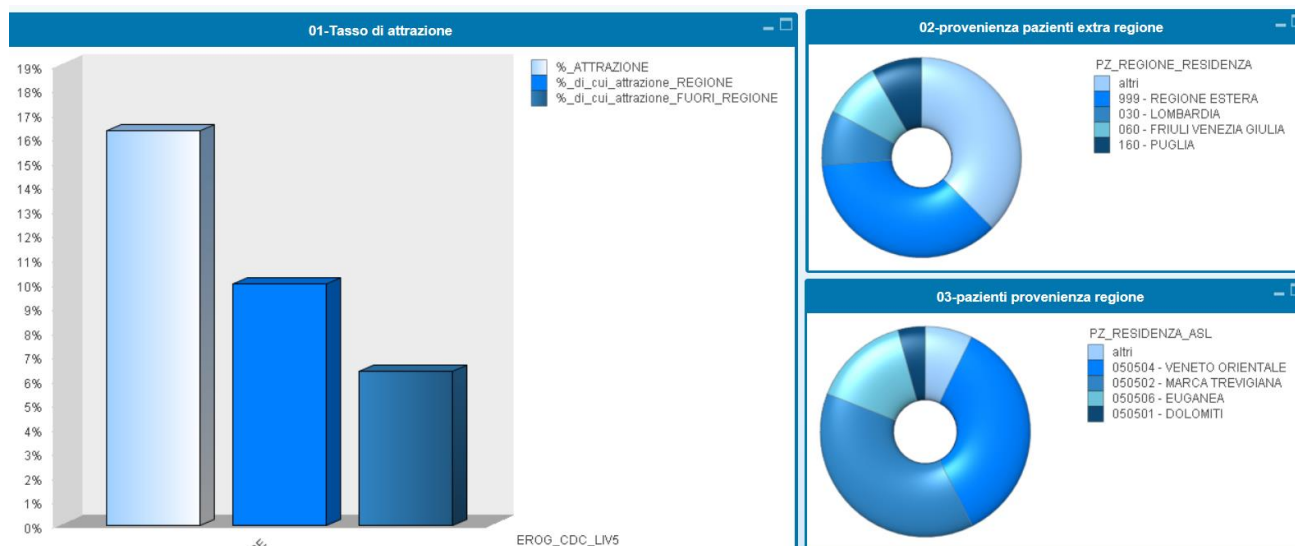 01-Tasso di attrazione
19%
18%
17%
16%
15%
14%
13%
12%
11%
10%
9%
8%
7%
6%
5%
4%
3%
2%
1%
0%
%_ATTRAZIONE
%_di_cui_attrazione_REGIONE
%_di_cui_attrazione_FUORI_REGIONE
EROG_CDC_LIV5
02-provenienza pazienti extra regione
PZ_REGIONE_RESIDENZA
altri
999 - REGIONE ESTERA
030 - LOMBARDIA
060 - FRIULI VENEZIA GIULIA
160 - PUGLIA
03-pazienti provenienza regione
PZ_RESIDENZA_ASL
altri
050504 - VENETO ORIENTALE
050502 - MARCA TREVIGIANA
050506 - EUGANEA
050501 - DOLOMITI